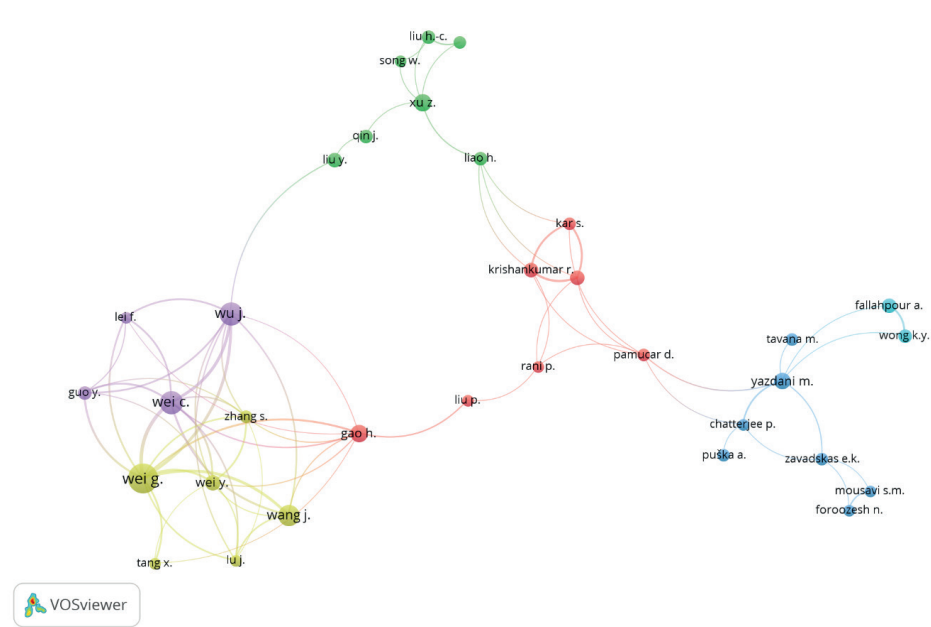 liu h.-c.
song w.
xu z.
qin j.
liu y.
liao h.
kar s.
krishankumar r.
fallahpour a.
lei f.
wu j.
wong k.y.
tavana m.
pamucar d.
rani p.
yazdani m.
guo y.
wei c.
liu p.
zhang s.
chatterjee p.
gao h.
puška a.
zavadskas e.k.
wei g.
wei y.
mousavi s.m.
foroozesh n.
wang j.
tang x.
lu j.
VOSviewer